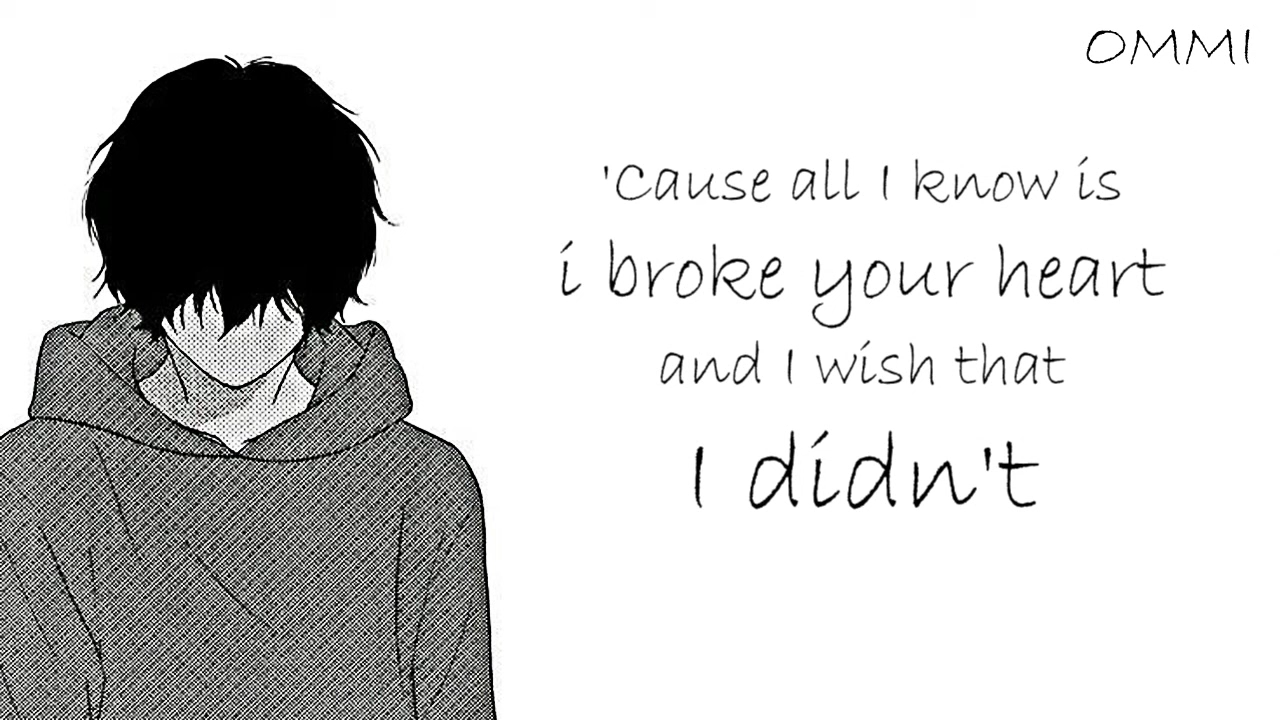 OMMI
'Cause all I know is
i broke your heart
and I wish that
I didn't